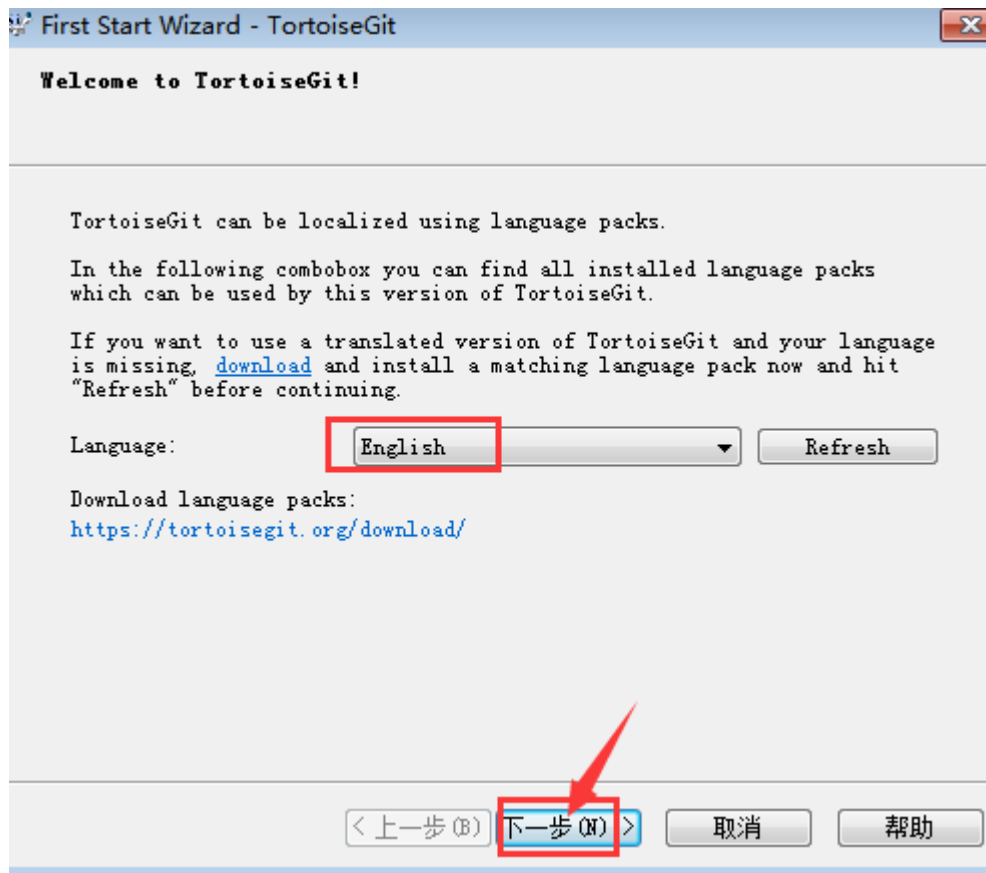 First Start Wizard - TortoiseGit
Welcome to TortoiseGit!
TortoiseGit can be localized using language packs.
In the following combobox you can find all installed language packs
which can be used by this version of TortoiseGit.
If you want to use a translated version of TortoiseGit and your language
is missing, download and install a matching language pack now and hit
"Refresh" before continuing.
Language: English Refresh
Download language packs:
https://tortoisegit.org/download/
< 上一步(B) 下一步(N) > 取消 帮助